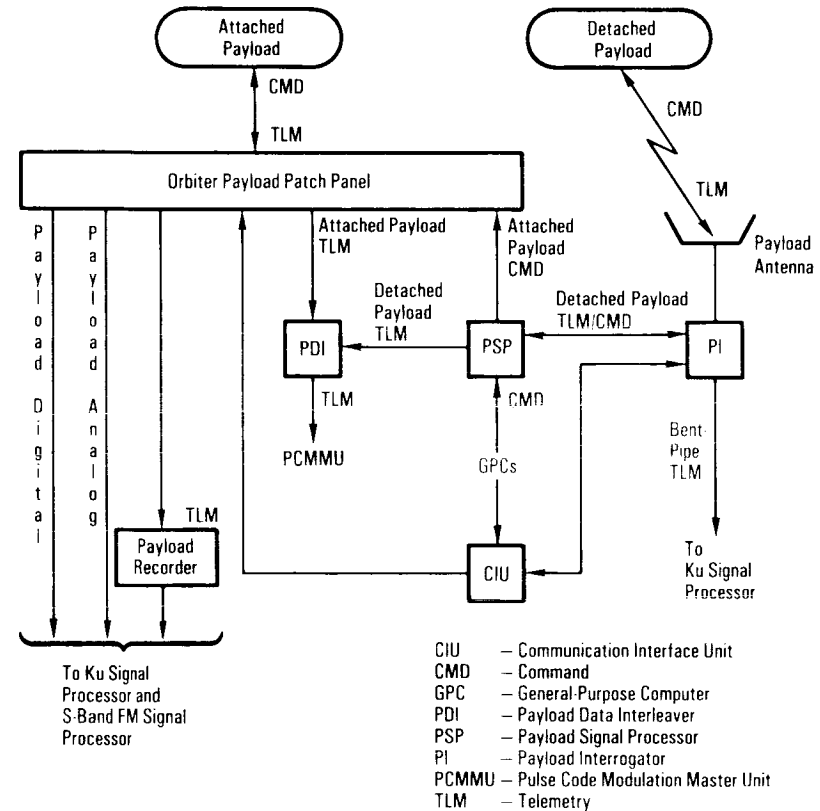 Attached
Payload
Detached
Payload
CMD
TLM
CMD
TLM
Orbiter Payload Patch Panel
Payload Digital
Payload Analog
Attached Payload
TLM
Attached
Payload
CMD
Payload
Antenna
Detached
Payload
TLM
Detached Payload
TLM/CMD
PDI
PSP
PI
TLM
CMD
PCMMU
GPCs
Bent-
Pipe
TLM
TLM
Payload
Recorder
CIU
To
Ku Signal
Processor
To Ku Signal
Processor and
S-Band FM Signal
Processor
CIU – Communication Interface Unit
CMD – Command
GPC – General-Purpose Computer
PDI – Payload Data Interleaver
PSP – Payload Signal Processor
PI – Payload Interrogator
PCMMU – Pulse Code Modulation Master Unit
TLM – Telemetry